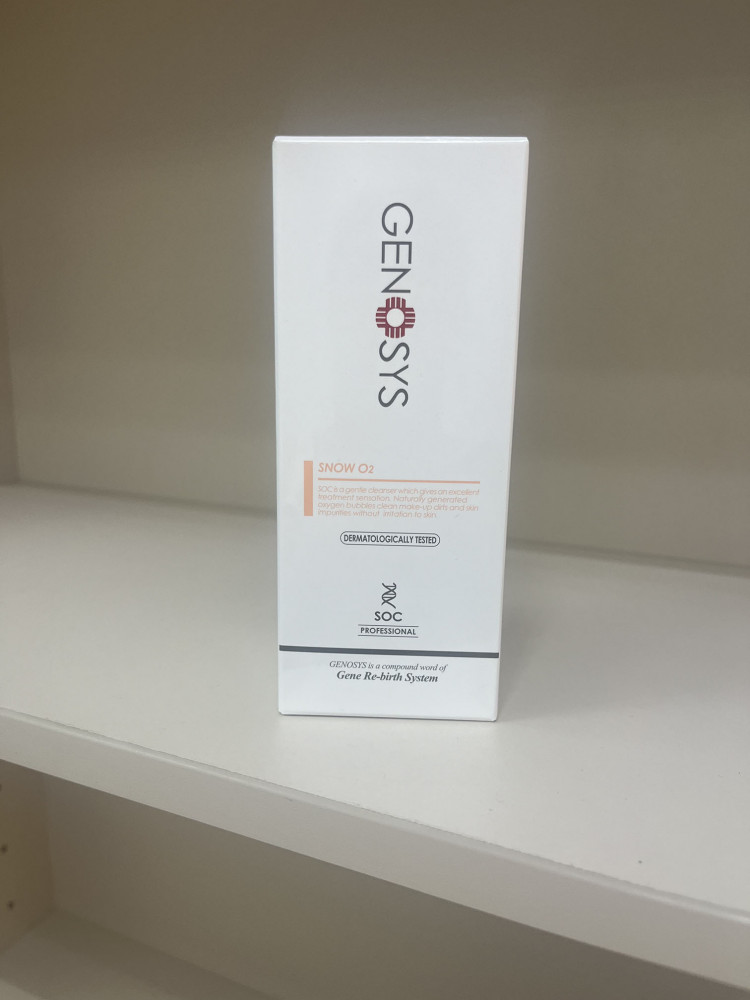 GENOSYS
SNOW O2
SOC is a gentle cleanser which gives an excellent
treatment sensation. Naturally generated
oxygen bubbles clean make-up dirts and skin
impurities without irritation to skin.
DERMATOLOGICALLY TESTED
SOC
PROFESSIONAL
GENOSYS is a compound word of
Gene Re-birth System